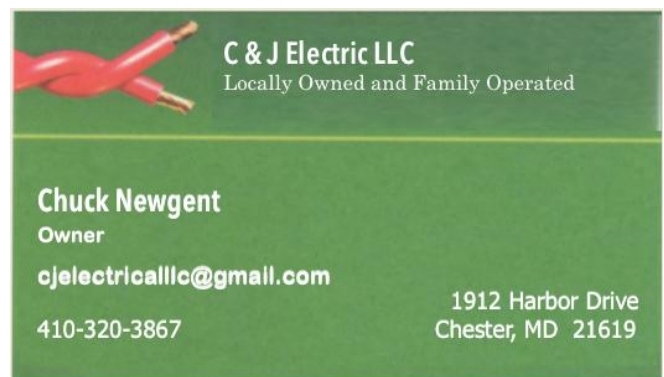 C & J Electric LLC
Locally Owned and Family Operated
Chuck Newgent
Owner
cjelectricalllc@gmail.com
410-320-3867
1912 Harbor Drive
Chester, MD 21619